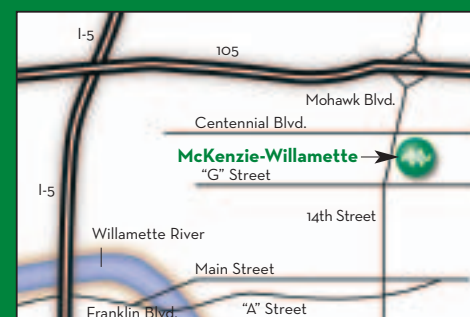 I-5
105
Mohawk Blvd.
Centennial Blvd.
McKenzie-Willamette
"G" Street
I-5
14th Street
Willamette River
Main Street
Franklin Blvd.
"A" Street